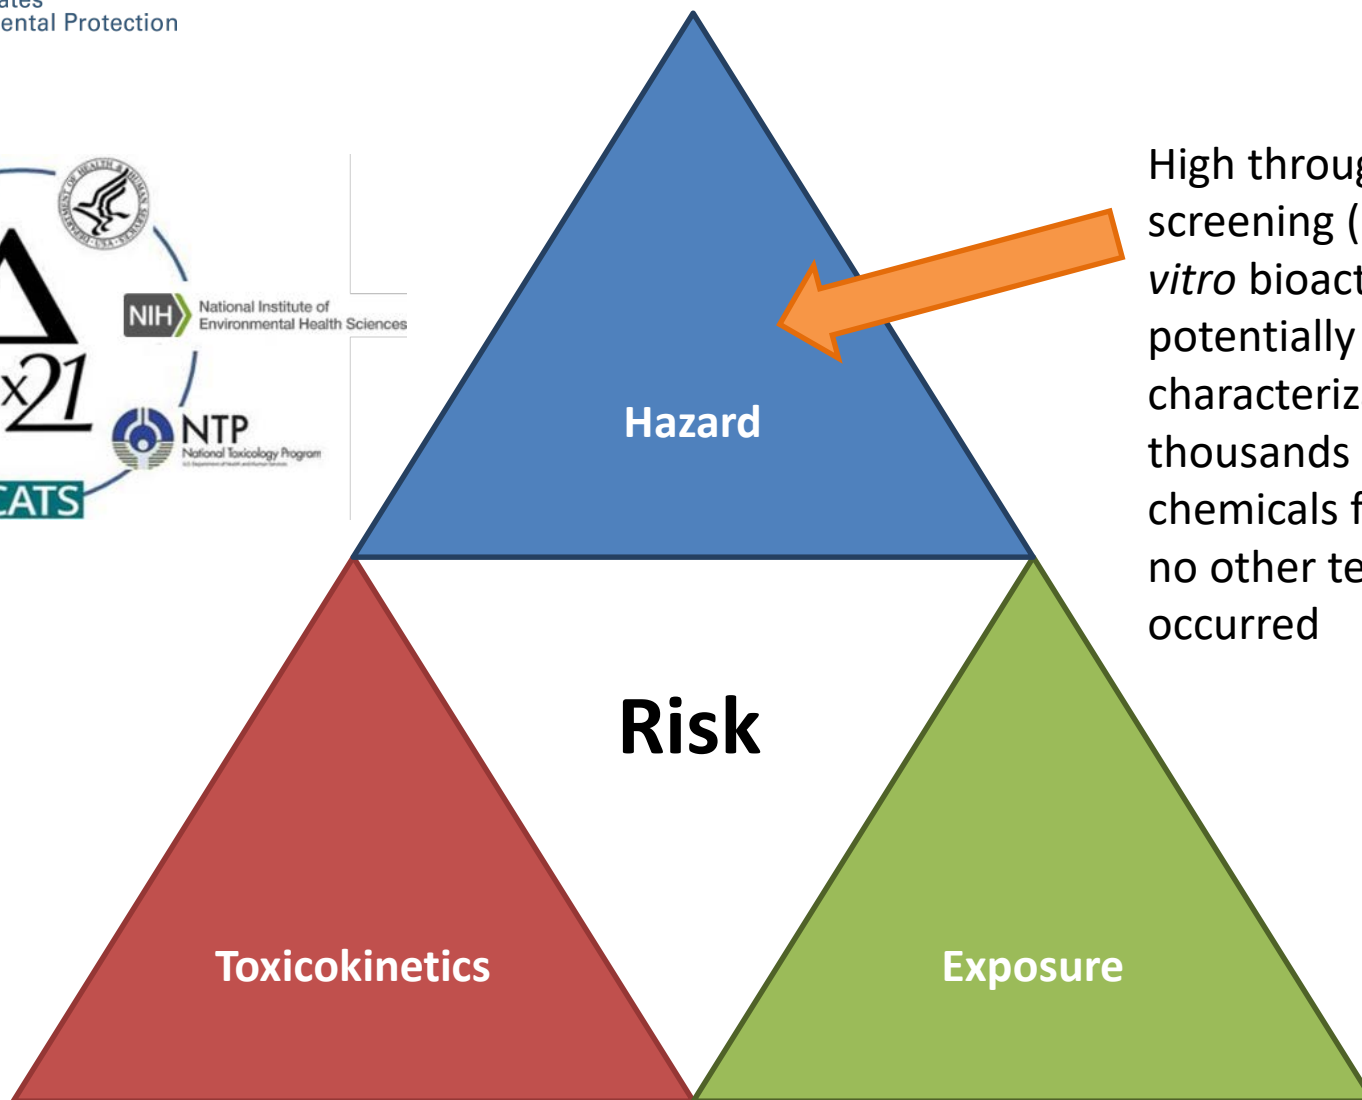 ental Protection
NIH
National Institute of
Environmental Health Sciences
x21
NTP
National Toxicology Program
CATS
High throug
screening (
vitro bioact
potentially
characteriz
thousands
chemicals f
no other te
occurred
Hazard
Risk
Toxicokinetics
Exposure